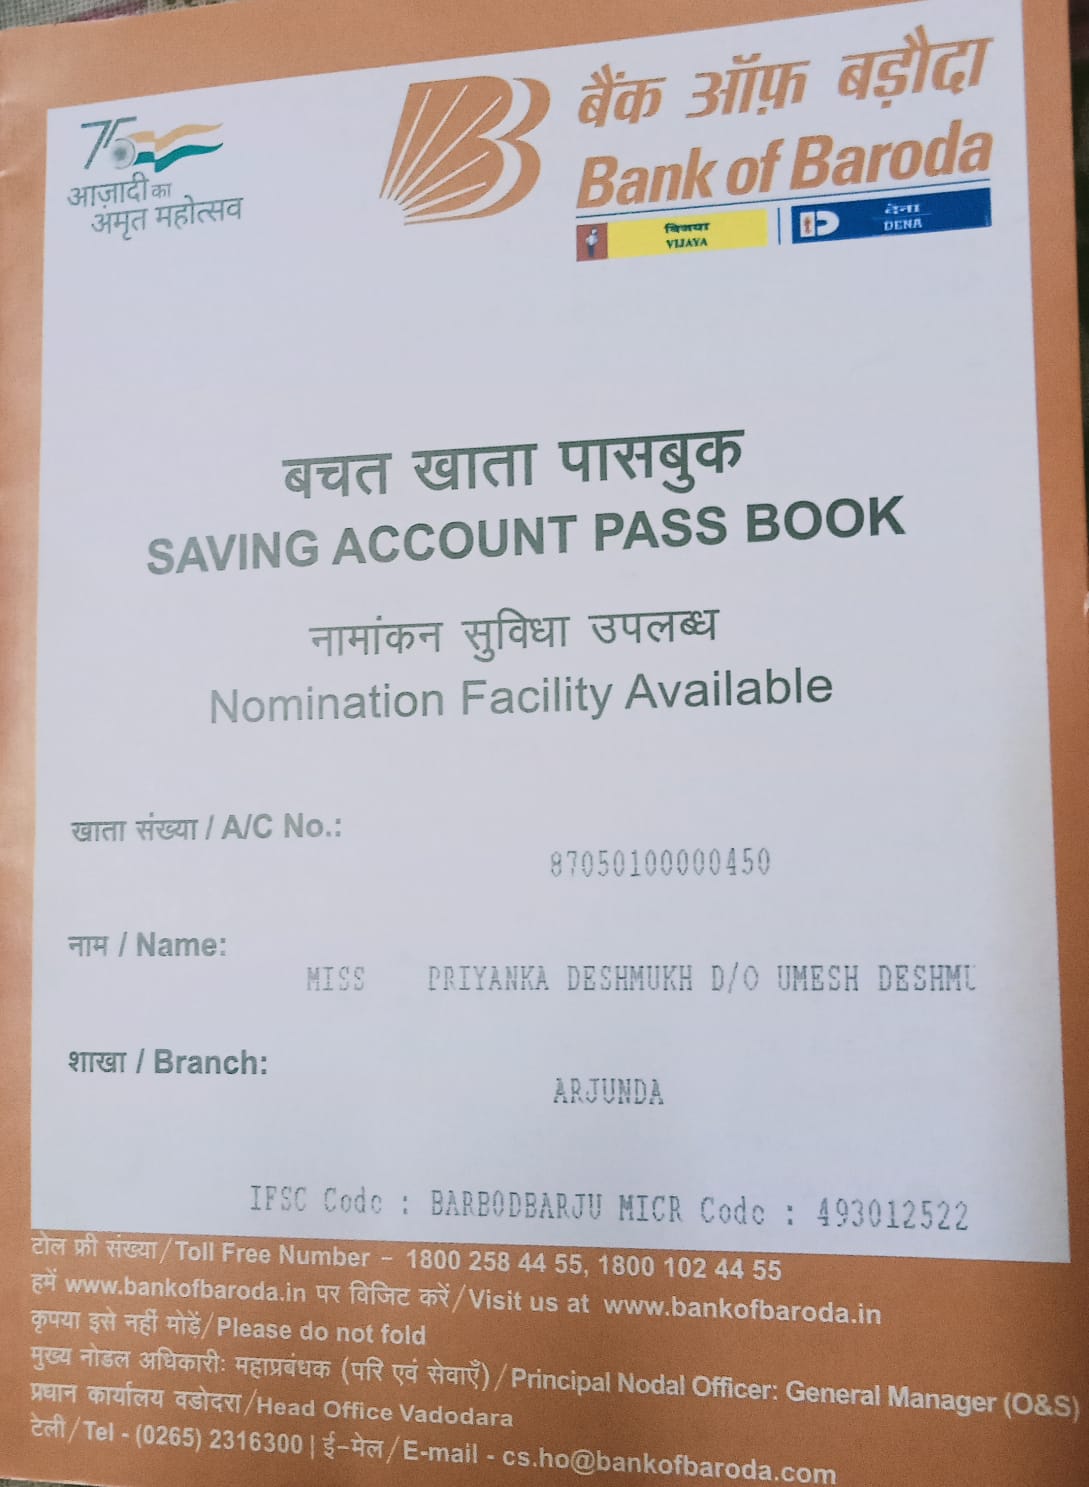 75
आज़ादी का
अमृत महोत्सव
बैंक ऑफ़ बड़ौदा
Bank of Baroda
विजया
VIJAYA
देना
DENA
बचत खाता पासबुक
SAVING ACCOUNT PASS BOOK
नामांकन सुविधा उपलब्ध
Nomination Facility Available
खाता संख्या / A/C No.:
87050100000450
नाम / Name:
MISS PRIYANKA DESHMUKH D/O UMESH DESHMU
शाखा / Branch:
ARJUNDA
IFSC Code : BARB0DBARJU MICR Code : 493012522
टोल फ्री संख्या/Toll Free Number – 1800 258 44 55, 1800 102 44 55
हमें www.bankofbaroda.in पर विजिट करें/Visit us at www.bankofbaroda.in
कृपया इसे नहीं मोड़ें/Please do not fold
मुख्य नोडल अधिकारी: महाप्रबंधक (परि एवं सेवाएँ)/Principal Nodal Officer: General Manager (O&S)
प्रधान कार्यालय वडोदरा/Head Office Vadodara
टेली/Tel - (0265) 2316300 | ई-मेल/E-mail - cs.ho@bankofbaroda.com